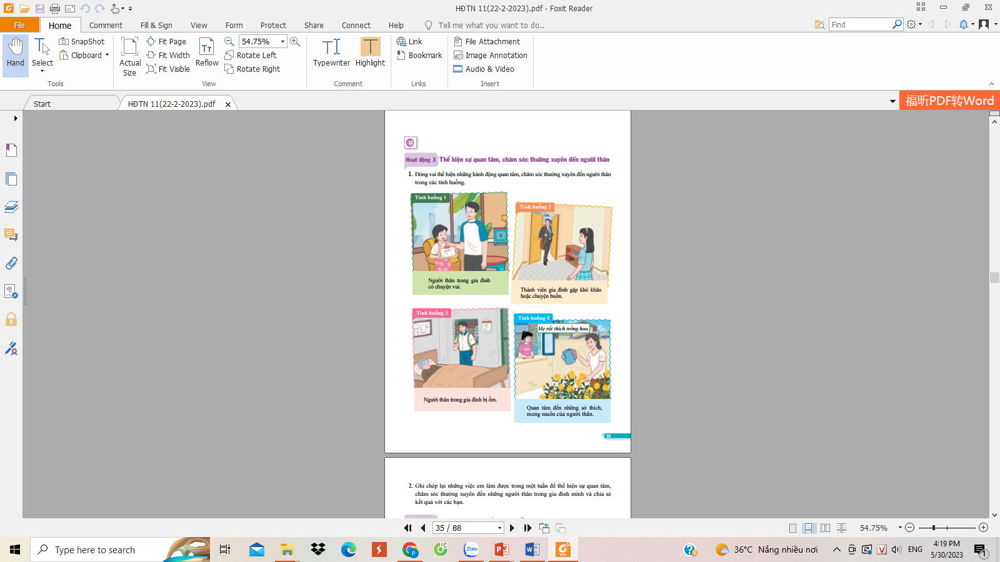 HĐTN 11(22-2-2023).pdf - Foxit Reader
File Home Comment Fill & Sign View Form Protect Share Connect Help Tell me what you want to do.. Find
Hand
Select
SnapShot
Clipboard
Tools
Actual Size
Fit Page
Fit Width
Fit Visible
Reflow
54.75%
Rotate Left
Rotate Right
View
Typewriter
Highlight
Comment
Link
Bookmark
Links
File Attachment
Image Annotation
Audio & Video
Insert
Start
HĐTN 11(22-2-2023).pdf
福昕PDF转Word
Hoạt động 3 Thể hiện sự quan tâm, chăm sóc thường xuyên đến người thân
1. Đóng vai thể hiện những hành động quan tâm, chăm sóc thường xuyên đến người thân
trong các tình huống.
Tình huống 1
Người thân trong gia đình
có chuyện vui.
Tình huống 2
Thành viên gia đình gặp khó khăn
hoặc chuyện buồn.
Tình huống 3
Người thân trong gia đình bị ốm.
Tình huống 4
Mẹ rất thích trồng hoa.
Quan tâm đến những sở thích,
mong muốn của người thân.
35
2. Ghi chép lại những việc em làm được trong một tuần để thể hiện sự quan tâm,
chăm sóc thường xuyên đến những người thân trong gia đình mình và chia sẻ
kết quả với các bạn.
35 / 88
54.75%
Type here to search
Zalo
36°C Nắng nhiều nơi
ENG
4:19 PM
5/30/2023
1